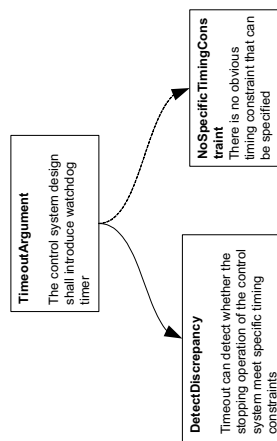 TimeoutArgument
The control system design
shall introduce watchdog
timer
DetectDiscrepancy
Timeout can detect whether the
stopping operation of the control
system meet specific timing
constraints
NoSpecificTimingCons
traint
There is no obvious
timing constraint that can
be specified